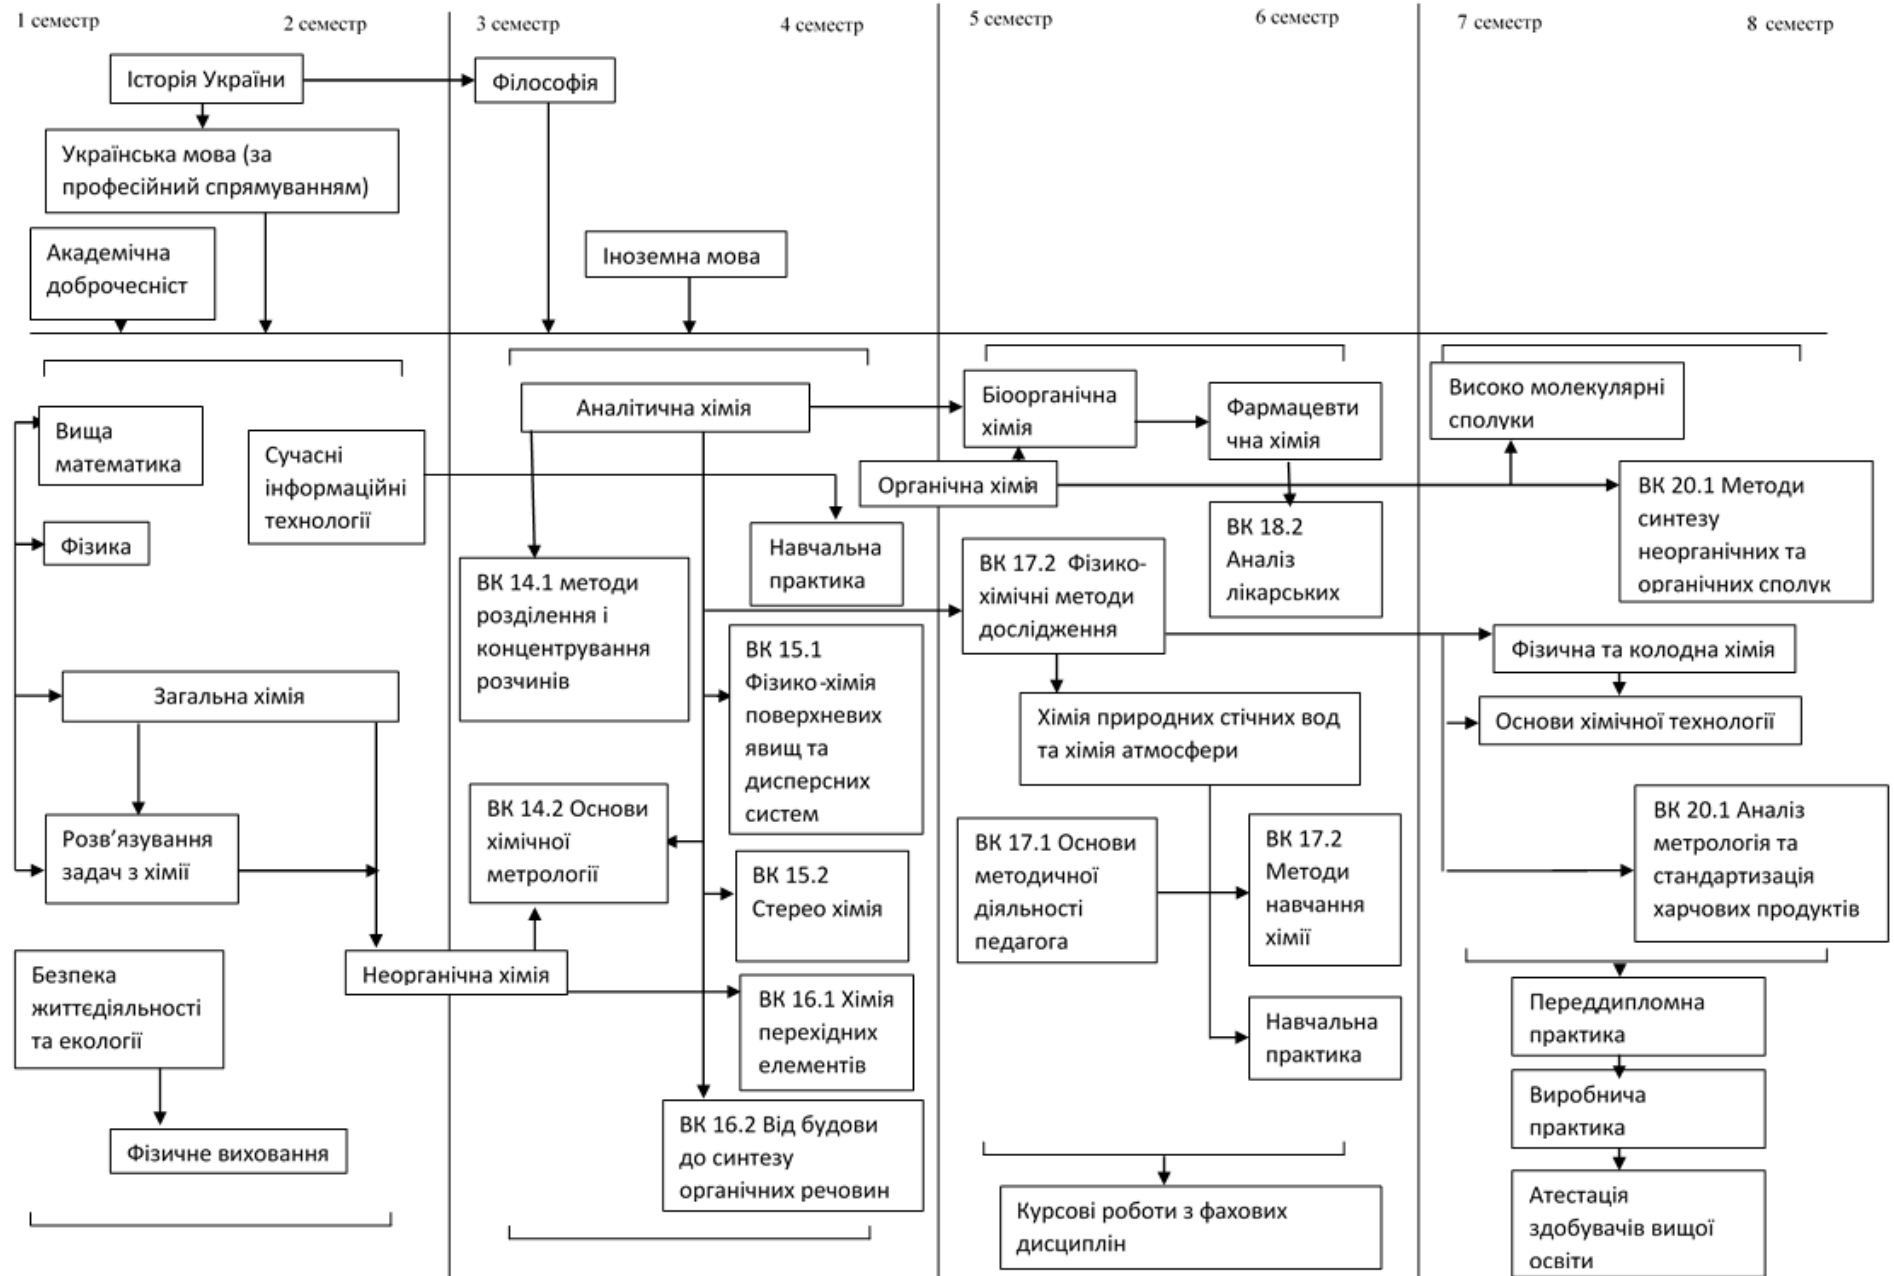 1 семестр
2 семестр
3 семестр
4 семестр
5 семестр
6 семестр
7 семестр
8 семестр
Історія України
Філософія
Українська мова (за
професійний спрямуванням)
Академічна
доброчесніст
Іноземна мова
Вища
математика
Сучасні
інформаційні
технології
Фізика
Загальна хімія
Розв’язування
задач з хімії
Безпека
життєдіяльності
та екології
Фізичне виховання
Неорганічна хімія
Аналітична хімія
ВК 14.1 методи
розділення і
концентрування
розчинів
Навчальна
практика
ВК 15.1
Фізико-хімія
поверхневих
явищ та
дисперсних
систем
ВК 14.2 Основи
хімічної
метрології
ВК 15.2
Стерео хімія
ВК 16.1 Хімія
перехідних
елементів
ВК 16.2 Від будови
до синтезу
органічних речовин
Біоорганічна
хімія
Фармацевти
чна хімія
Органічна хімія
ВК 18.2
Аналіз
лікарських
ВК 17.2 Фізико-
хімічні методи
дослідження
Хімія природних стічних вод
та хімія атмосфери
ВК 17.1 Основи
методичної
діяльності
педагога
ВК 17.2
Методи
навчання
хімії
Навчальна
практика
Курсові роботи з фахових
дисциплін
Високо молекулярні
сполуки
ВК 20.1 Методи
синтезу
неорганічних та
органічних сполук
Фізична та колодна хімія
Основи хімічної технології
ВК 20.1 Аналіз
метрологія та
стандартизація
харчових продуктів
Переддипломна
практика
Виробнича
практика
Атестація
здобувачів вищої
освіти